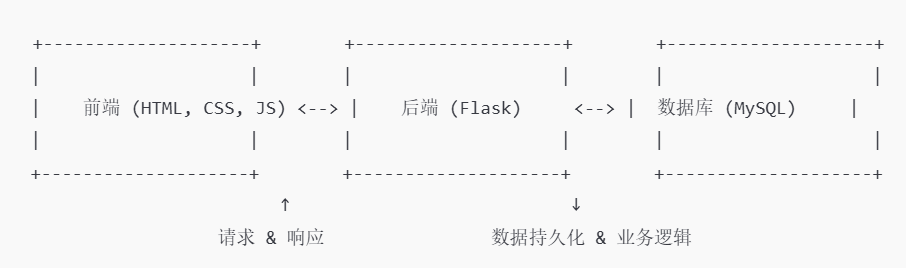 +--------------------+ +--------------------+ +--------------------+
| | | | | |
| 前端 (HTML, CSS, JS) <--> | 后端 (Flask) <--> | 数据库 (MySQL) |
| | | | | |
+--------------------+ +--------------------+ +--------------------+
↑ ↓
请求 & 响应 数据持久化 & 业务逻辑